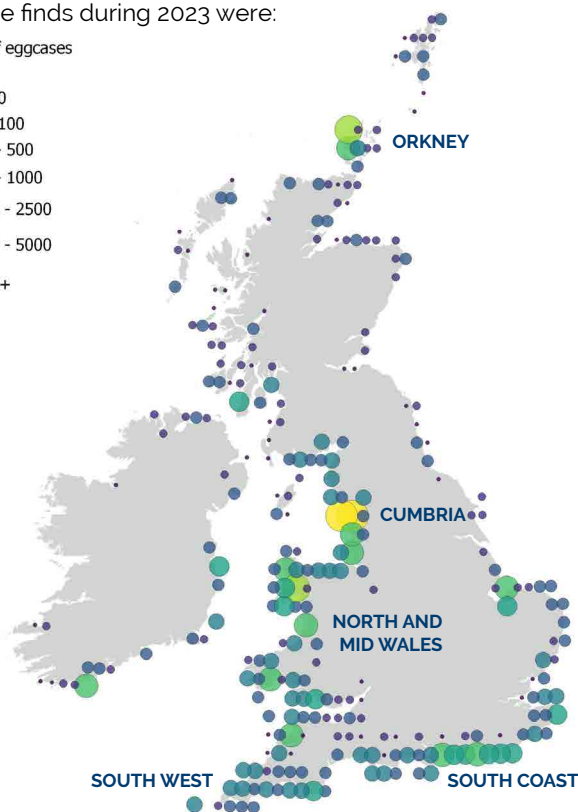 e finds during 2023 were:
eggcases
0
100
500
1000
- 2500
- 5000
+
ORKNEY
CUMBRIA
NORTH AND
MID WALES
SOUTH WEST
SOUTH COAST